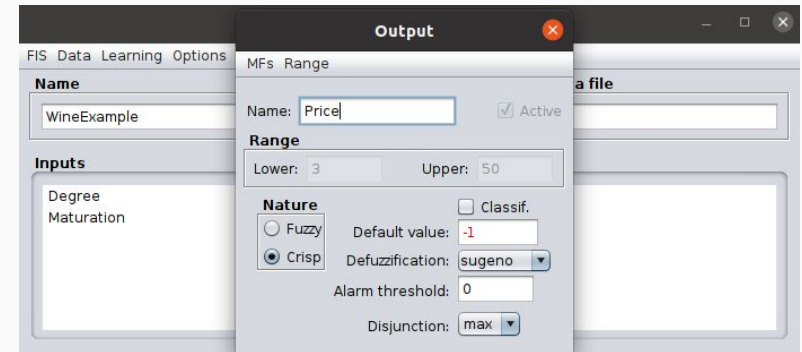 Output
FIS Data Learning Options
MFs Range
Name
a file
WineExample
Name: Price
Active
Range
Lower: 3 Upper: 50
Inputs
Degree
Maturation
Nature
Classif.
Fuzzy
Default value: -1
Crisp
Defuzzification: sugeno
Alarm threshold: 0
Disjunction: max